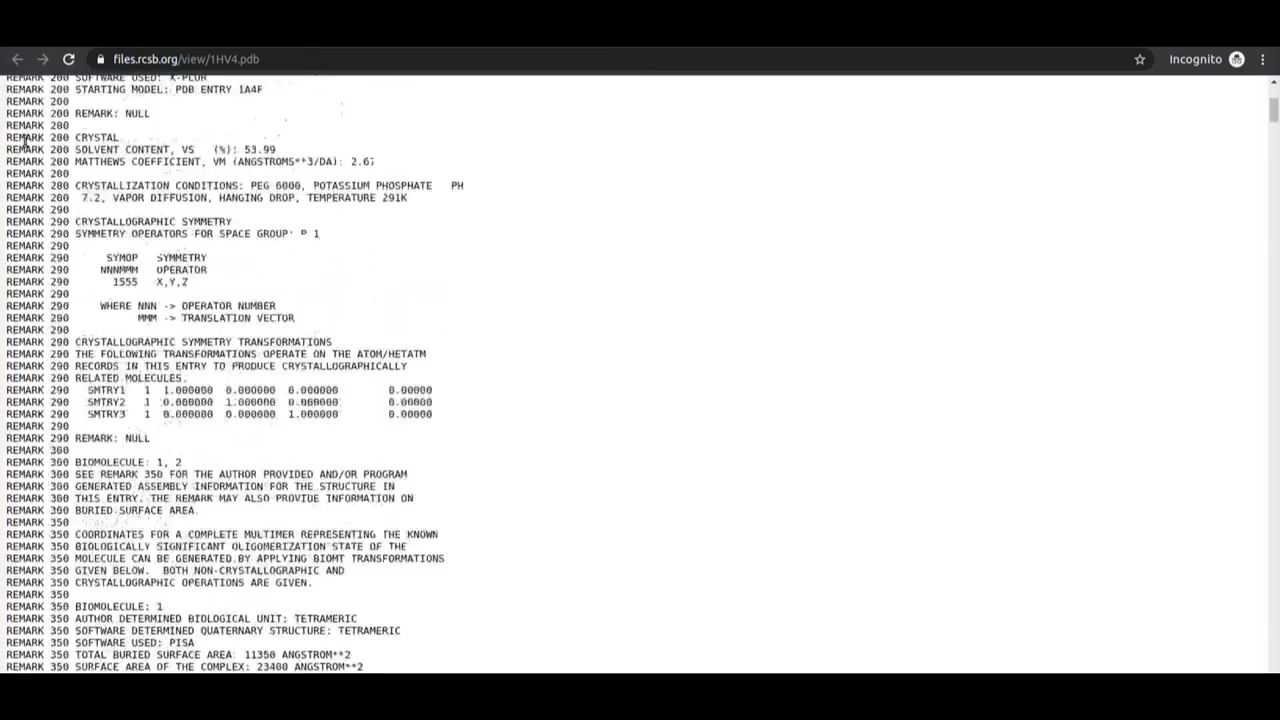 files.rcsb.org/view/1HV4.pdb
Incognito
REMARK 200 SOFTWARE USED: X-PLOR
REMARK 200 STARTING MODEL: PDB ENTRY 1A4F
REMARK 200
REMARK 200 REMARK: NULL
REMARK 280
REMARK 280 CRYSTAL
REMARK 280 SOLVENT CONTENT, VS   (%): 53.99
REMARK 280 MATTHEWS COEFFICIENT, VM (ANGSTROMS**3/DA): 2.67
REMARK 280
REMARK 280 CRYSTALLIZATION CONDITIONS: PEG 6000, POTASSIUM PHOSPHATE   PH
REMARK 280  7.2, VAPOR DIFFUSION, HANGING DROP, TEMPERATURE 291K
REMARK 290
REMARK 290 CRYSTALLOGRAPHIC SYMMETRY
REMARK 290 SYMMETRY OPERATORS FOR SPACE GROUP: P 1
REMARK 290
REMARK 290      SYMOP   SYMMETRY
REMARK 290     NNNMMM   OPERATOR
REMARK 290       1555   X,Y,Z
REMARK 290
REMARK 290     WHERE NNN -> OPERATOR NUMBER
REMARK 290           MMM -> TRANSLATION VECTOR
REMARK 290
REMARK 290 CRYSTALLOGRAPHIC SYMMETRY TRANSFORMATIONS
REMARK 290 THE FOLLOWING TRANSFORMATIONS OPERATE ON THE ATOM/HETATM
REMARK 290 RECORDS IN THIS ENTRY TO PRODUCE CRYSTALLOGRAPHICALLY
REMARK 290 RELATED MOLECULES.
REMARK 290   SMTRY1   1  1.000000  0.000000  0.000000        0.00000
REMARK 290   SMTRY2   1  0.000000  1.000000  0.000000        0.00000
REMARK 290   SMTRY3   1  0.000000  0.000000  1.000000        0.00000
REMARK 290
REMARK 290 REMARK: NULL
REMARK 300
REMARK 300 BIOMOLECULE: 1, 2
REMARK 300 SEE REMARK 350 FOR THE AUTHOR PROVIDED AND/OR PROGRAM
REMARK 300 GENERATED ASSEMBLY INFORMATION FOR THE STRUCTURE IN
REMARK 300 THIS ENTRY. THE REMARK MAY ALSO PROVIDE INFORMATION ON
REMARK 300 BURIED SURFACE AREA.
REMARK 350
REMARK 350 COORDINATES FOR A COMPLETE MULTIMER REPRESENTING THE KNOWN
REMARK 350 BIOLOGICALLY SIGNIFICANT OLIGOMERIZATION STATE OF THE
REMARK 350 MOLECULE CAN BE GENERATED BY APPLYING BIOMT TRANSFORMATIONS
REMARK 350 GIVEN BELOW.  BOTH NON-CRYSTALLOGRAPHIC AND
REMARK 350 CRYSTALLOGRAPHIC OPERATIONS ARE GIVEN.
REMARK 350
REMARK 350 BIOMOLECULE: 1
REMARK 350 AUTHOR DETERMINED BIOLOGICAL UNIT: TETRAMERIC
REMARK 350 SOFTWARE DETERMINED QUATERNARY STRUCTURE: TETRAMERIC
REMARK 350 SOFTWARE USED: PISA
REMARK 350 TOTAL BURIED SURFACE AREA: 11350 ANGSTROM**2
REMARK 350 SURFACE AREA OF THE COMPLEX: 23400 ANGSTROM**2